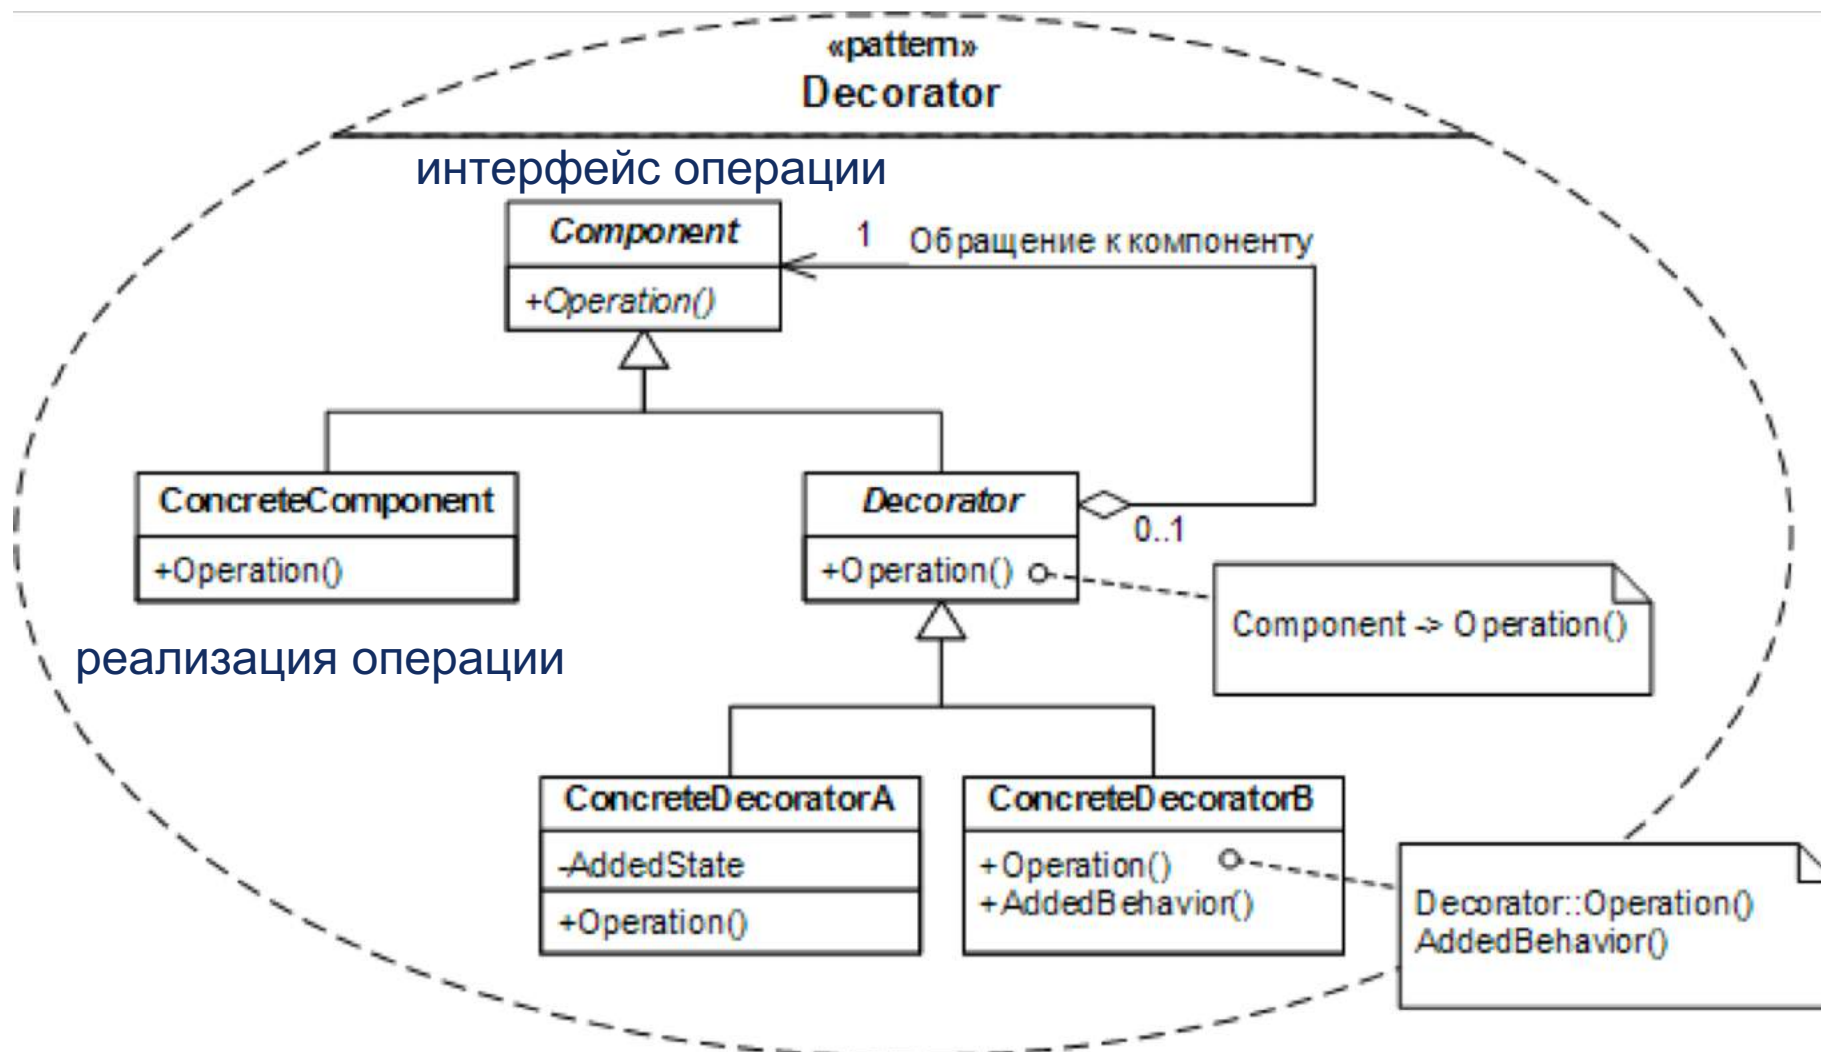 «pattern»
Decorator
интерфейс операции
Component
1
Обращение к компоненту
+Operation()
ConcreteComponent
+Operation()
Decorator
0..1
+Operation()
Component -> Operation()
реализация операции
ConcreteDecoratorA
-AddedState
+Operation()
ConcreteDecoratorB
+Operation()
+AddedBehavior()
Decorator::Operation()
AddedBehavior()